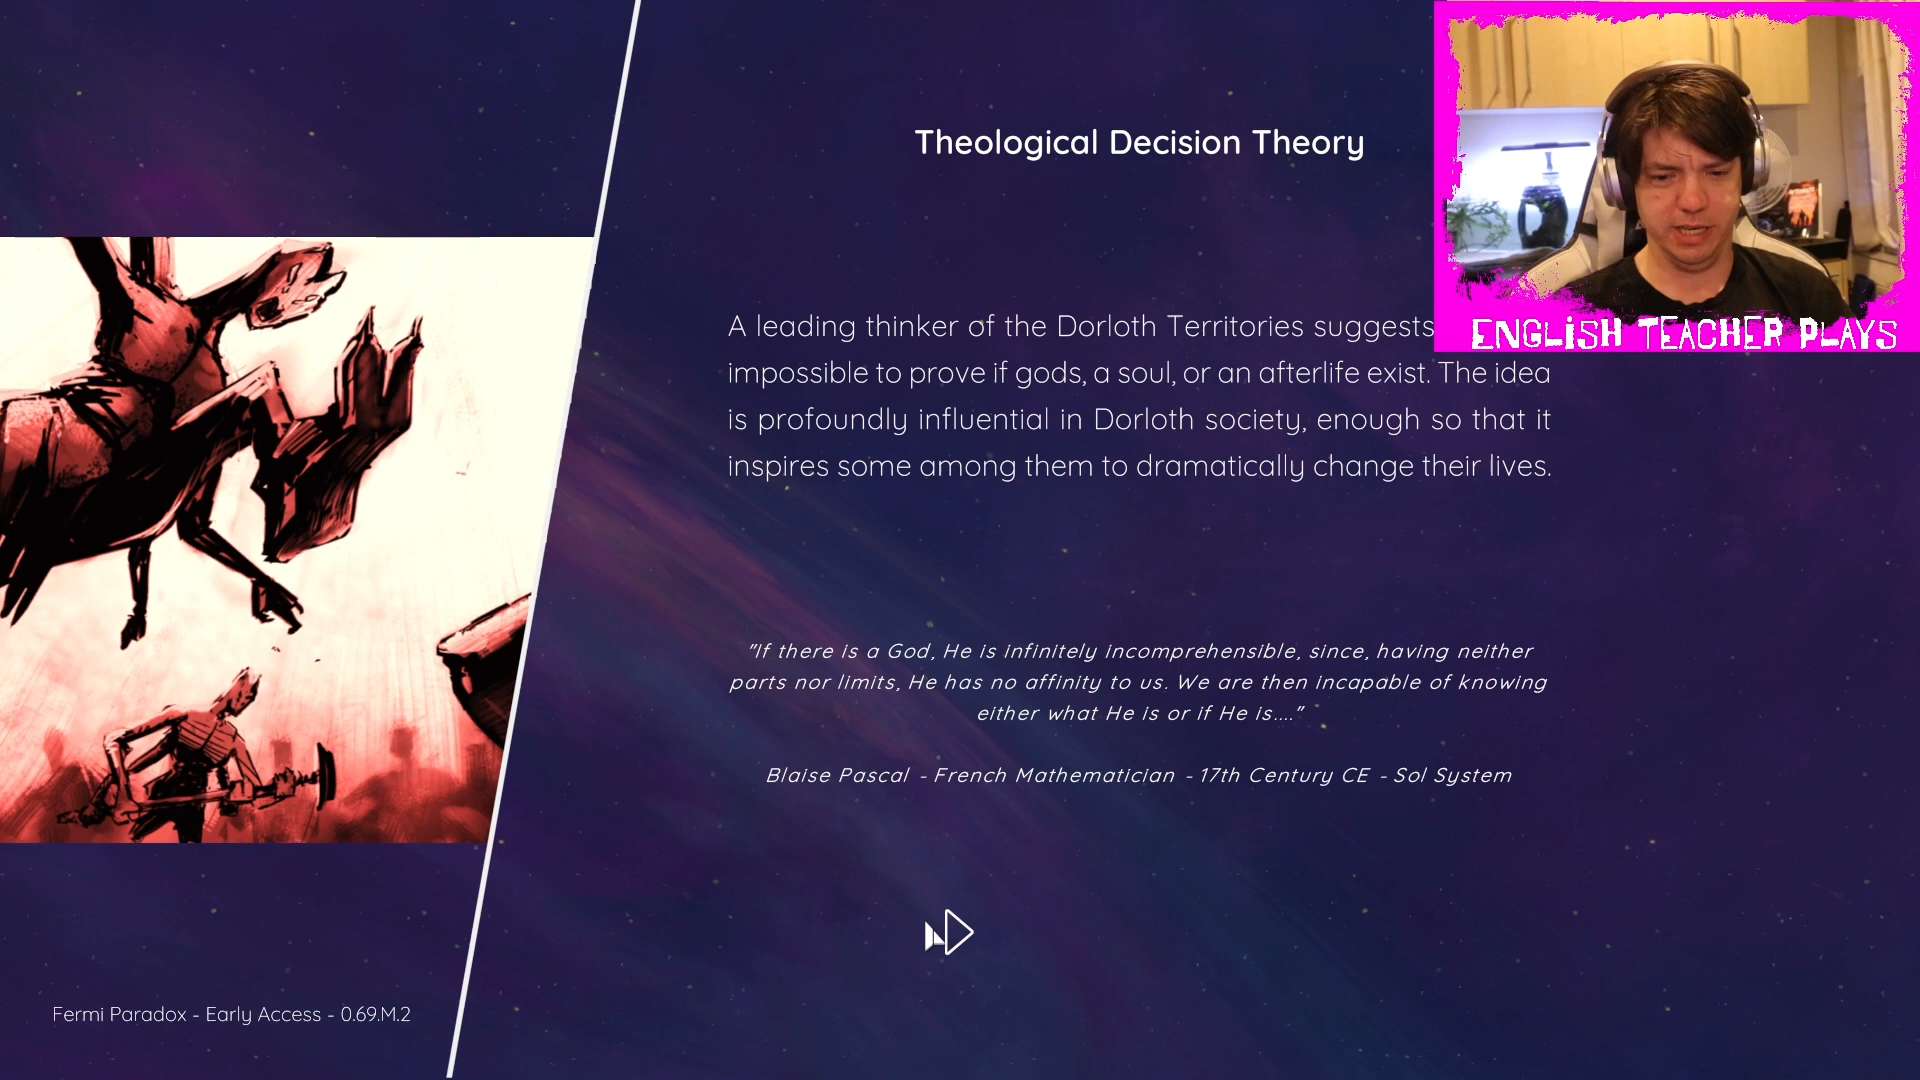 Theological Decision Theory
A leading thinker of the Dorloth Territories suggests
impossible to prove if gods, a soul, or an afterlife exist. The idea
is profoundly influential in Dorloth society, enough so that it
inspires some among them to dramatically change their lives.
"If there is a God, He is infinitely incomprehensible, since, having neither
parts nor limits, He has no affinity to us. We are then incapable of knowing
either what He is or if He is...."
Blaise Pascal - French Mathematician - 17th Century CE - Sol System
Fermi Paradox - Early Access - 0.69.M.2
ENGLISH TEACHER PLAYS